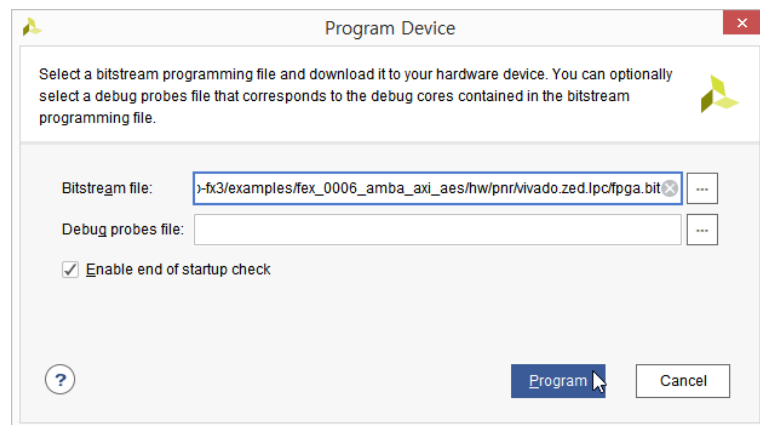 Program Device
Select a bitstream programming file and download it to your hardware device. You can optionally
select a debug probes file that corresponds to the debug cores contained in the bitstream
programming file.
Bitstream file: -fx3/examples/fex_0006_amba_axi_aes/hw/pnr/vivado.zed.lpc/fpga.bit ...
Debug probes file: ...
Enable end of startup check
? Program Cancel